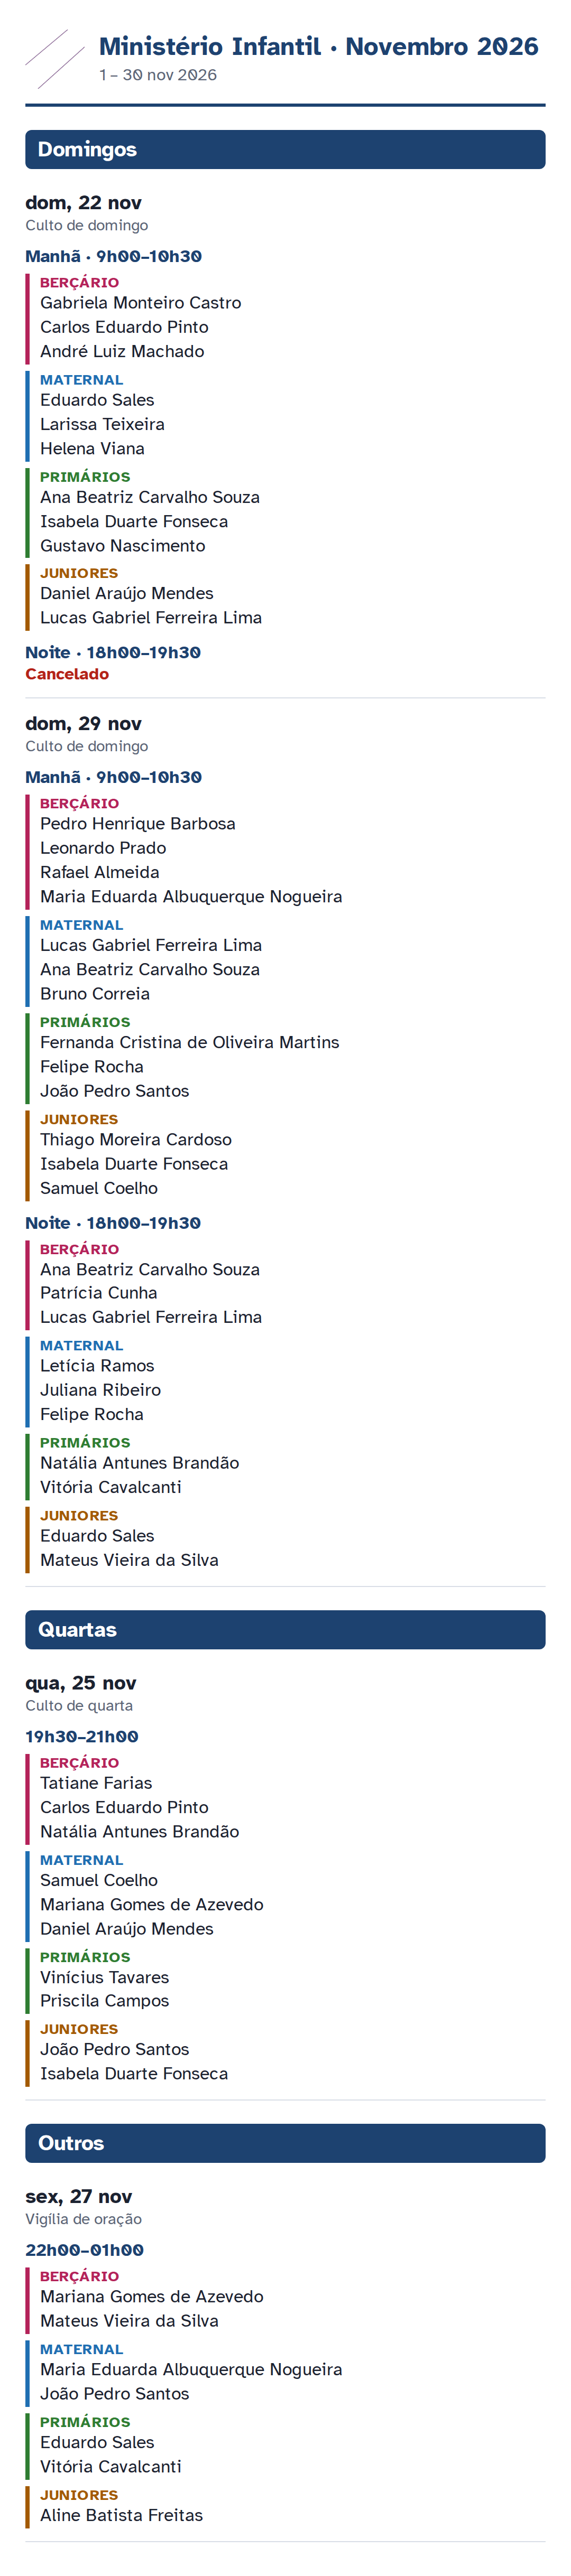 Ministério Infantil · Novembro 2026
1 – 30 nov 2026
Domingos
dom, 22 nov
Culto de domingo
Manhã · 9h00–10h30
BERÇÁRIO
Gabriela Monteiro Castro
Carlos Eduardo Pinto
André Luiz Machado
MATERNAL
Eduardo Sales
Larissa Teixeira
Helena Viana
PRIMÁRIOS
Ana Beatriz Carvalho Souza
Isabela Duarte Fonseca
Gustavo Nascimento
JUNIORES
Daniel Araújo Mendes
Lucas Gabriel Ferreira Lima
Noite · 18h00–19h30
Cancelado
dom, 29 nov
Culto de domingo
Manhã · 9h00–10h30
BERÇÁRIO
Pedro Henrique Barbosa
Leonardo Prado
Rafael Almeida
Maria Eduarda Albuquerque Nogueira
MATERNAL
Lucas Gabriel Ferreira Lima
Ana Beatriz Carvalho Souza
Bruno Correia
PRIMÁRIOS
Fernanda Cristina de Oliveira Martins
Felipe Rocha
João Pedro Santos
JUNIORES
Thiago Moreira Cardoso
Isabela Duarte Fonseca
Samuel Coelho
Noite · 18h00–19h30
BERÇÁRIO
Ana Beatriz Carvalho Souza
Patrícia Cunha
Lucas Gabriel Ferreira Lima
MATERNAL
Letícia Ramos
Juliana Ribeiro
Felipe Rocha
PRIMÁRIOS
Natália Antunes Brandão
Vitória Cavalcanti
JUNIORES
Eduardo Sales
Mateus Vieira da Silva
Quartas
qua, 25 nov
Culto de quarta
19h30–21h00
BERÇÁRIO
Tatiane Farias
Carlos Eduardo Pinto
Natália Antunes Brandão
MATERNAL
Samuel Coelho
Mariana Gomes de Azevedo
Daniel Araújo Mendes
PRIMÁRIOS
Vinícius Tavares
Priscila Campos
JUNIORES
João Pedro Santos
Isabela Duarte Fonseca
Outros
sex, 27 nov
Vigília de oração
22h00–01h00
BERÇÁRIO
Mariana Gomes de Azevedo
Mateus Vieira da Silva
MATERNAL
Maria Eduarda Albuquerque Nogueira
João Pedro Santos
PRIMÁRIOS
Eduardo Sales
Vitória Cavalcanti
JUNIORES
Aline Batista Freitas